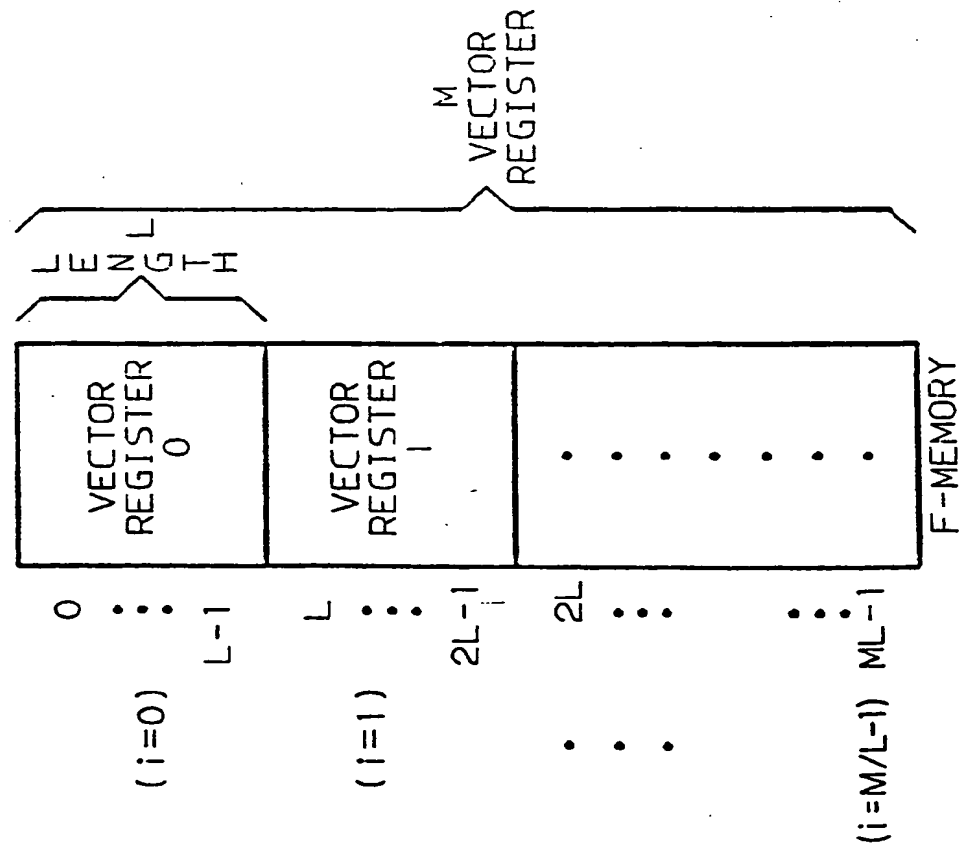 M
VECTOR
REGISTER
LENGTH
L
VECTOR
REGISTER
0
VECTOR
REGISTER
1
F-MEMORY
0
L-1
L
2L-1
2L
ML-1
(i=0)
(i=1)
(i=M/L-1)